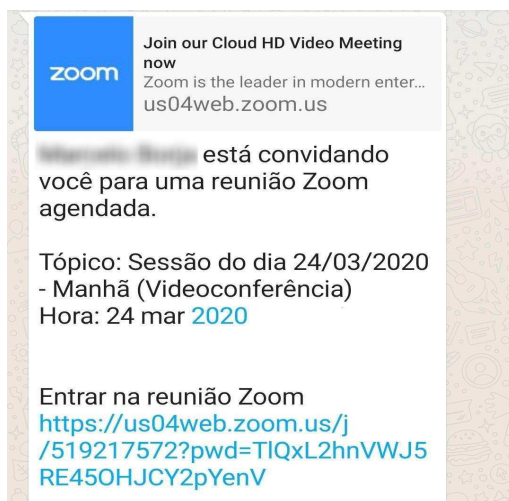 zoom
Join our Cloud HD Video Meeting
now
Zoom is the leader in modern enter...
us04web.zoom.us
está convidando
você para uma reunião Zoom
agendada.
Tópico: Sessão do dia 24/03/2020
- Manhã (Videoconferência)
Hora: 24 mar 2020
Entrar na reunião Zoom
https://us04web.zoom.us/j
/519217572?pwd=TlQxL2hnVWJ5
RE45OHJCY2pYenV